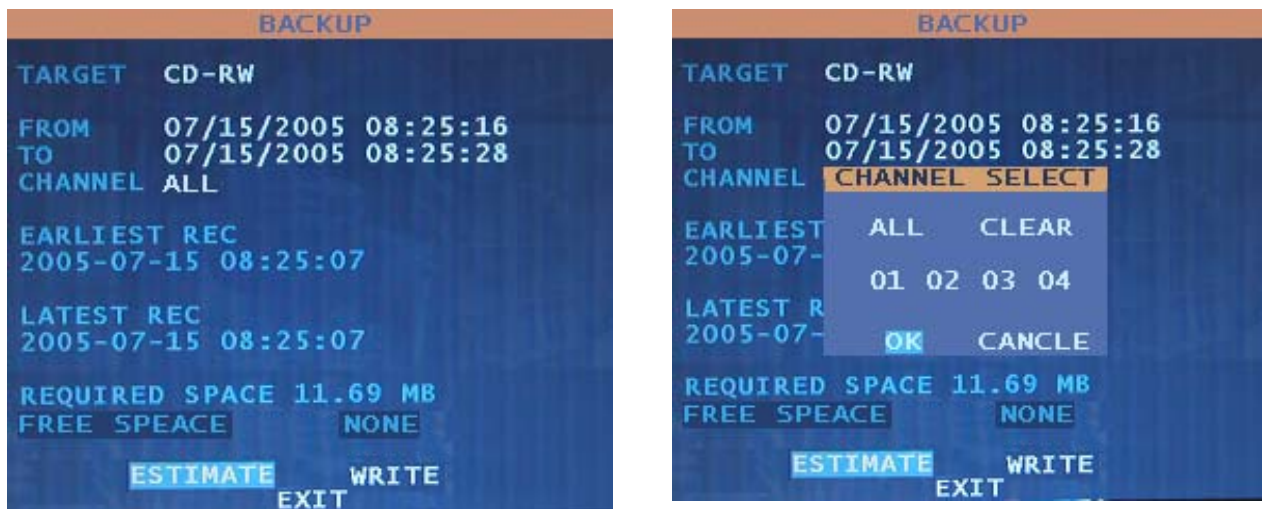 BACKUP
TARGET CD-RW
FROM 07/15/2005 08:25:16
TO 07/15/2005 08:25:28
CHANNEL ALL
EARLIEST REC
2005-07-15 08:25:07
LATEST REC
2005-07-15 08:25:07
REQUIRED SPACE 11.69 MB
FREE SPEACE NONE
ESTIMATE WRITE
EXIT
BACKUP
TARGET CD-RW
FROM 07/15/2005 08:25:16
TO 07/15/2005 08:25:28
CHANNEL CHANNEL SELECT
EARLIEST ALL CLEAR
2005-07-
01 02 03 04
LATEST R
2005-07- OK CANCLE
REQUIRED SPACE 11.69 MB
FREE SPEACE NONE
ESTIMATE WRITE
EXIT